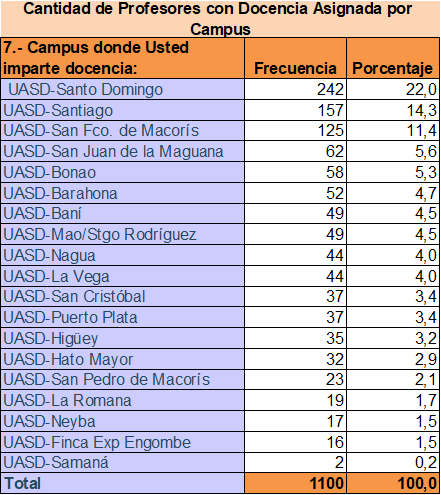 Cantidad de Profesores con Docencia Asignada por
Campus
7.- Campus donde Usted
imparte docencia: Frecuencia Porcentaje
UASD-Santo Domingo 242 22,0
UASD-Santiago 157 14,3
UASD-San Fco. de Macorís 125 11,4
UASD-San Juan de la Maguana 62 5,6
UASD-Bonao 58 5,3
UASD-Barahona 52 4,7
UASD-Baní 49 4,5
UASD-Mao/Stgo Rodríguez 49 4,5
UASD-Nagua 44 4,0
UASD-La Vega 44 4,0
UASD-San Cristóbal 37 3,4
UASD-Puerto Plata 37 3,4
UASD-Higüey 35 3,2
UASD-Hato Mayor 32 2,9
UASD-San Pedro de Macorís 23 2,1
UASD-La Romana 19 1,7
UASD-Neyba 17 1,5
UASD-Finca Exp Engombe 16 1,5
UASD-Samaná 2 0,2
Total 1100 100,0